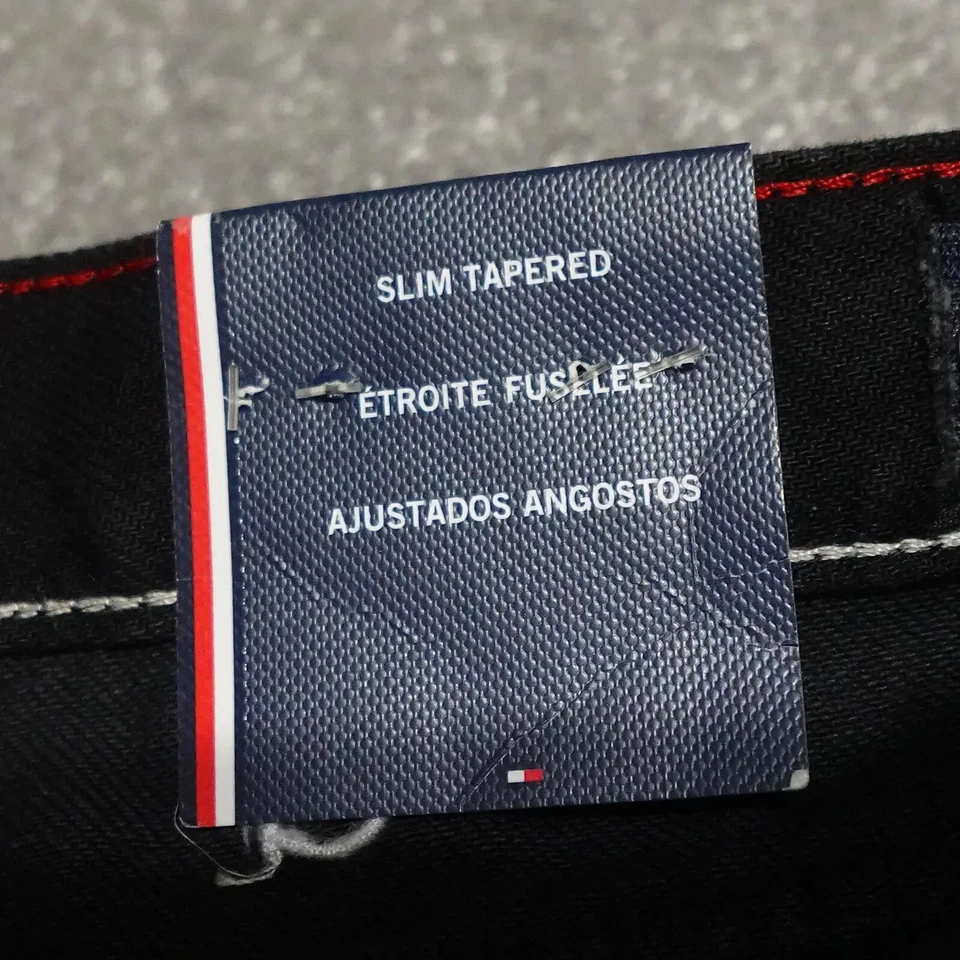 SLIM TAPERED
ÉTROITE FUSELÉE
AJUSTADOS ANGOSTOS